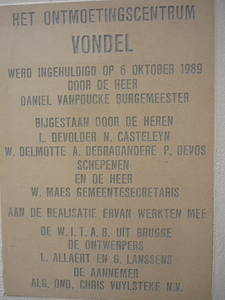 HET ONTMOETINGSCENTRUM
VONDEL
WERD INGEHULDIGD OP 6 OKTOBER 1989
DOOR DE HEER
DANIEL VANPOUCKE BURGEMEESTER
BIJGESTAAN DOOR DE HEREN
L. DEVOLDER N. CASTELEYN
W. DELMOTTE A. DEBRABANDERE P. DEVOS
SCHEPENEN
EN DE HEER
W. MAES GEMEENTESECRETARIS
AAN DE REALISATIE ERVAN WERKTEN MEE
DE W.I.T.A.B. UIT BRUGGE
DE ONTWERPERS
L. ALLAERT EN G. LANSSENS
DE AANNEMER
ALG. OND. CHRIS VUYLSTEKE N.V.